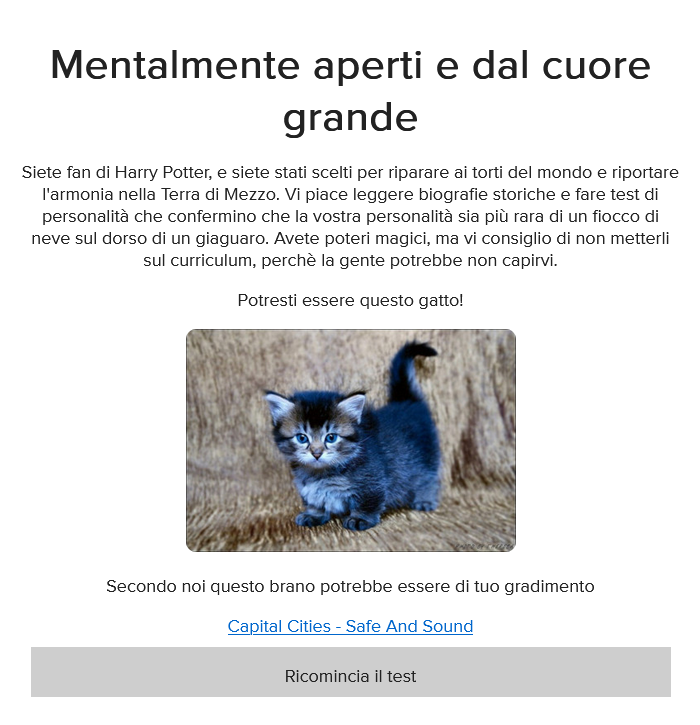 Mentalmente aperti e dal cuore
grande
Siete fan di Harry Potter, e siete stati scelti per riparare ai torti del mondo e riportare
l'armonia nella Terra di Mezzo. Vi piace leggere biografie storiche e fare test di
personalità che confermino che la vostra personalità sia più rara di un fiocco di
neve sul dorso di un giaguaro. Avete poteri magici, ma vi consiglio di non metterli
sul curriculum, perchè la gente potrebbe non capirvi.
Potresti essere questo gatto!
Secondo noi questo brano potrebbe essere di tuo gradimento
Capital Cities - Safe And Sound
Ricomincia il test